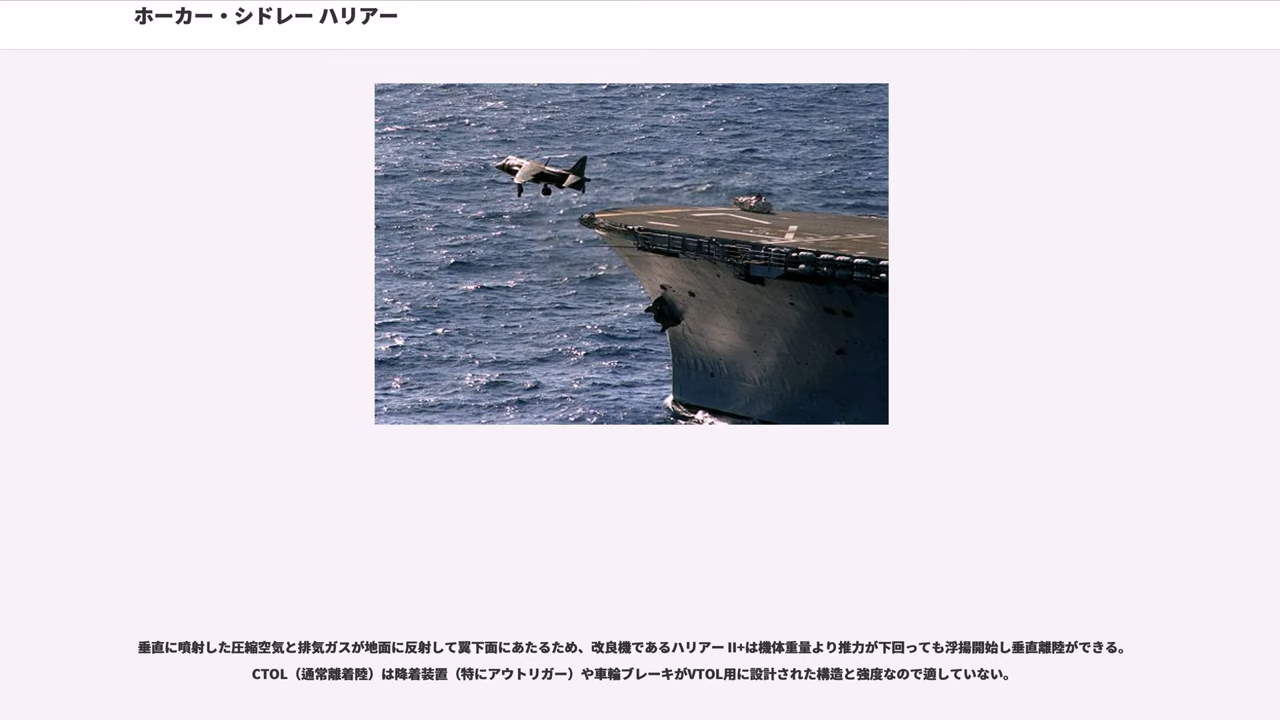 ホーカー・シドレー ハリアー
垂直に噴射した圧縮空気と排気ガスが地面に反射して翼下面にあたるため、改良機であるハリアー II+は機体重量より推力が下回っても浮揚開始し垂直離陸ができる。
CTOL（通常離着陸）は降着装置（特にアウトリガー）や車輪ブレーキがVTOL用に設計された構造と強度なので適していない。